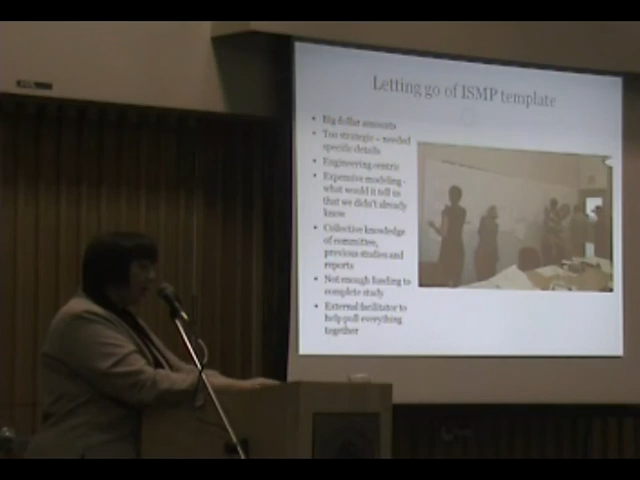 Letting go of ISMP template
• Big dollar amounts
• Too strategic – needed
specific details
• Engineering centric
• Expensive modeling -
what would it tell us
that we didn't already
know
• Collective knowledge
of committee,
previous studies and
reports
• Not enough funding to
complete study
• External facilitator to
help pull everything
together